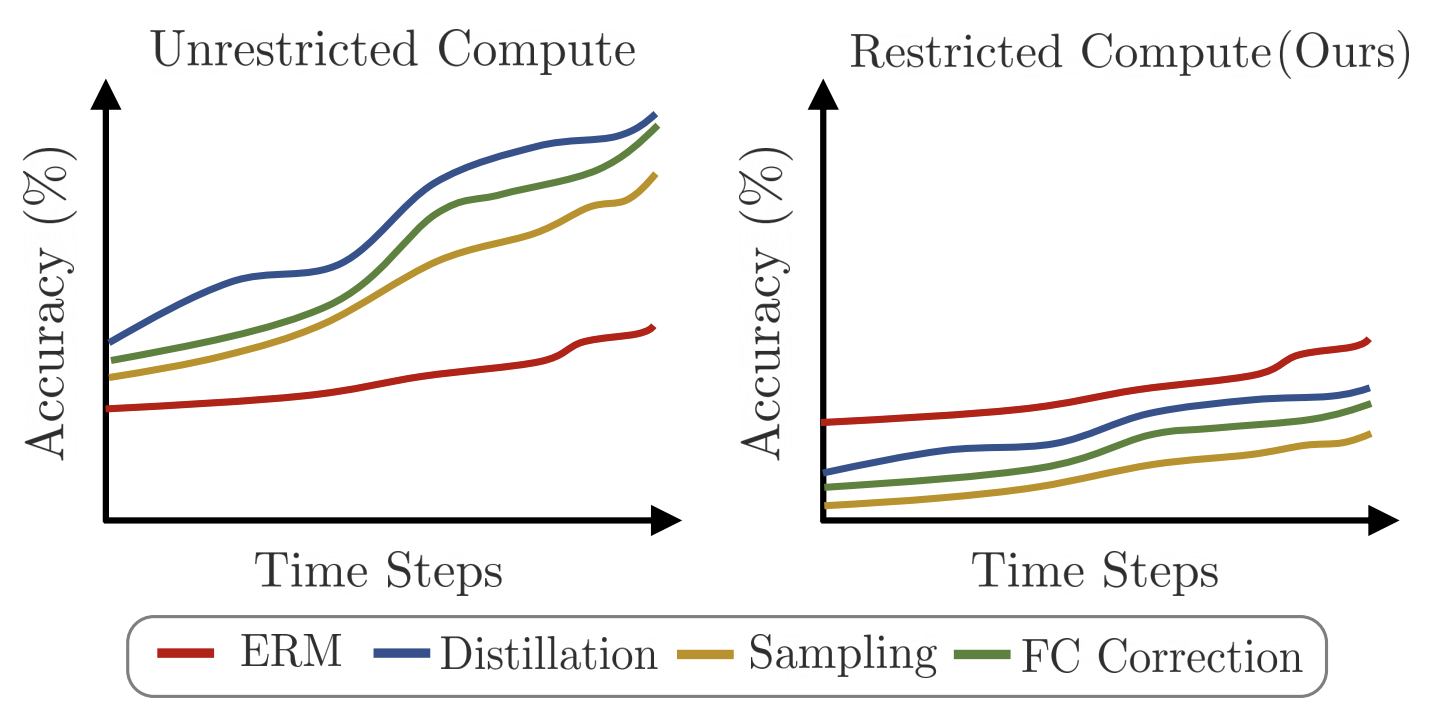 Unrestricted Compute
Accuracy (%)
Time Steps
Restricted Compute(Ours)
Accuracy (%)
Time Steps
ERM Distillation Sampling FC Correction